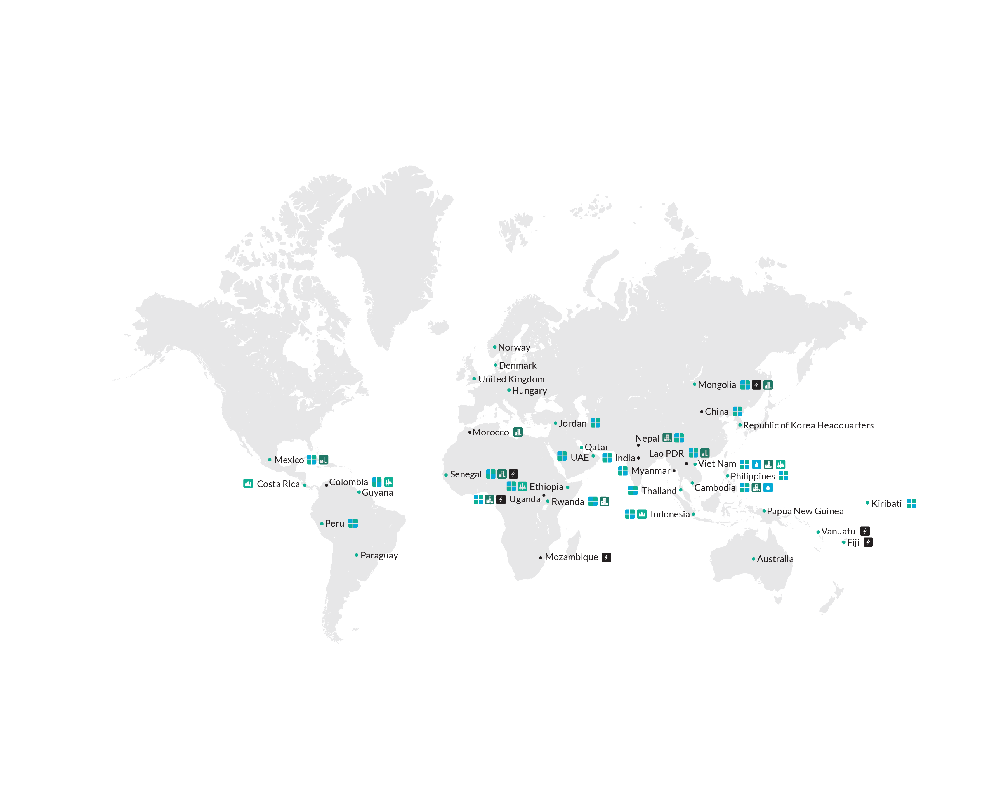 Norway
Denmark
United Kingdom
Hungary
Mongolia
China
Jordan
Republic of Korea Headquarters
Morocco
Nepal
Qatar
Lao PDR
UAE
India
Mexico
Viet Nam
Myanmar
Senegal
Philippines
Colombia
Costa Rica
Ethiopia
Cambodia
Thailand
Guyana
Uganda
Rwanda
Kiribati
Papua New Guinea
Indonesia
Peru
Vanuatu
Fiji
Paraguay
Mozambique
Australia